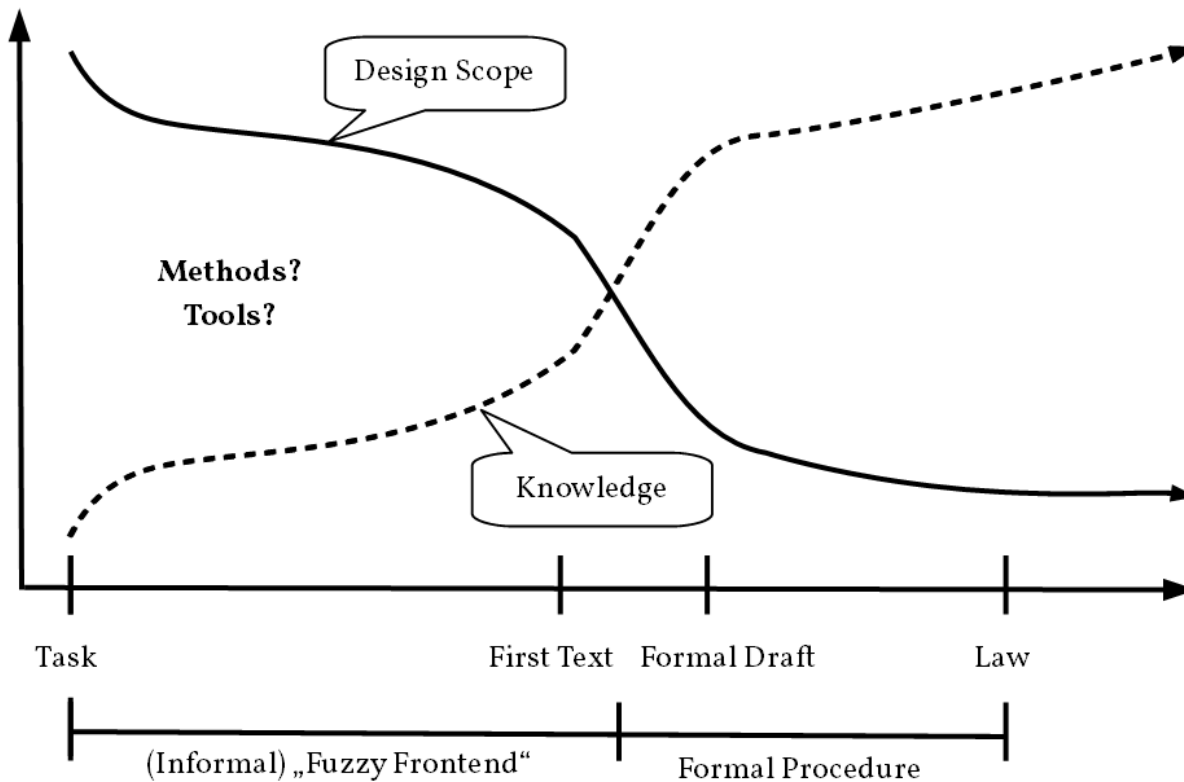 Design Scope
Methods?
Tools?
Knowledge
Task
First Text
Formal Draft
Law
(Informal) „Fuzzy Frontend“
Formal Procedure